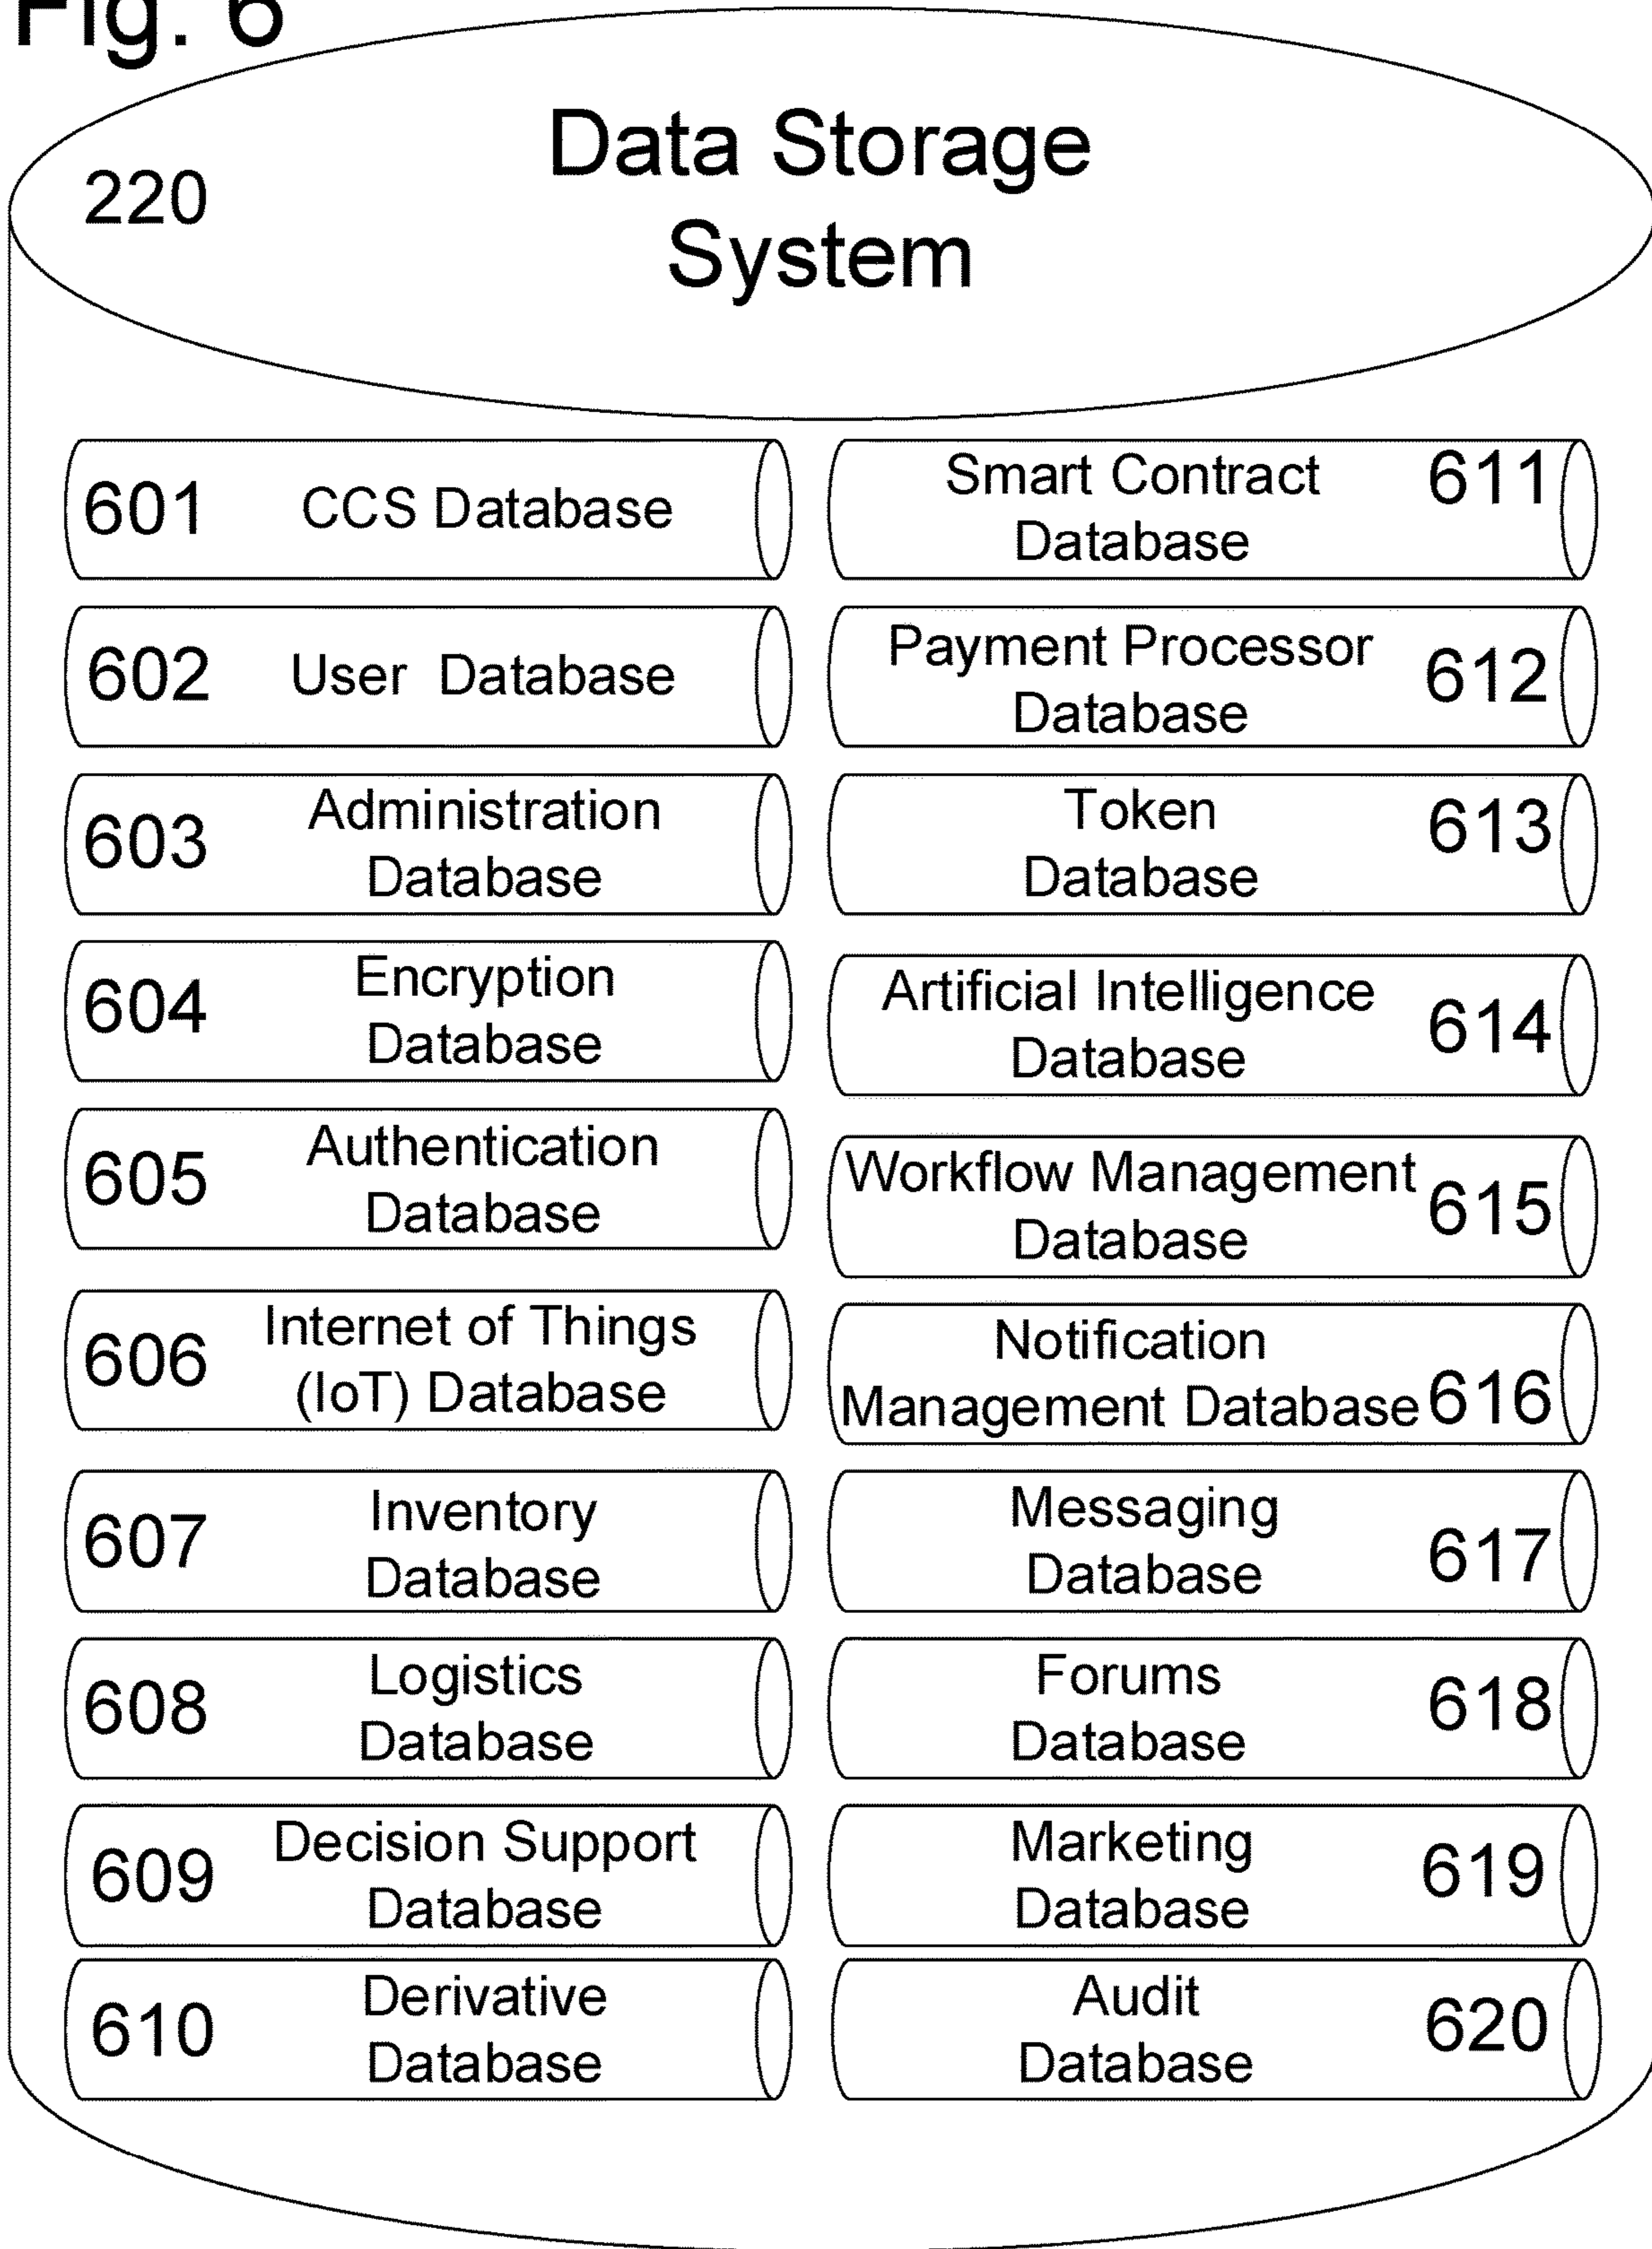 Fig. 6
Data Storage
System
220
601 CCS Database
602 User Database
603 Administration
Database
604 Encryption
Database
605 Authentication
Database
606 Internet of Things
(IoT) Database
607 Inventory
Database
608 Logistics
Database
609 Decision Support
Database
610 Derivative
Database
Smart Contract 611
Database
Payment Processor 612
Database
Token 613
Database
Artificial Intelligence 614
Database
Workflow Management 615
Database
Notification
Management Database 616
Messaging
Database 617
Forums 618
Database
Marketing 619
Database
Audit 620
Database